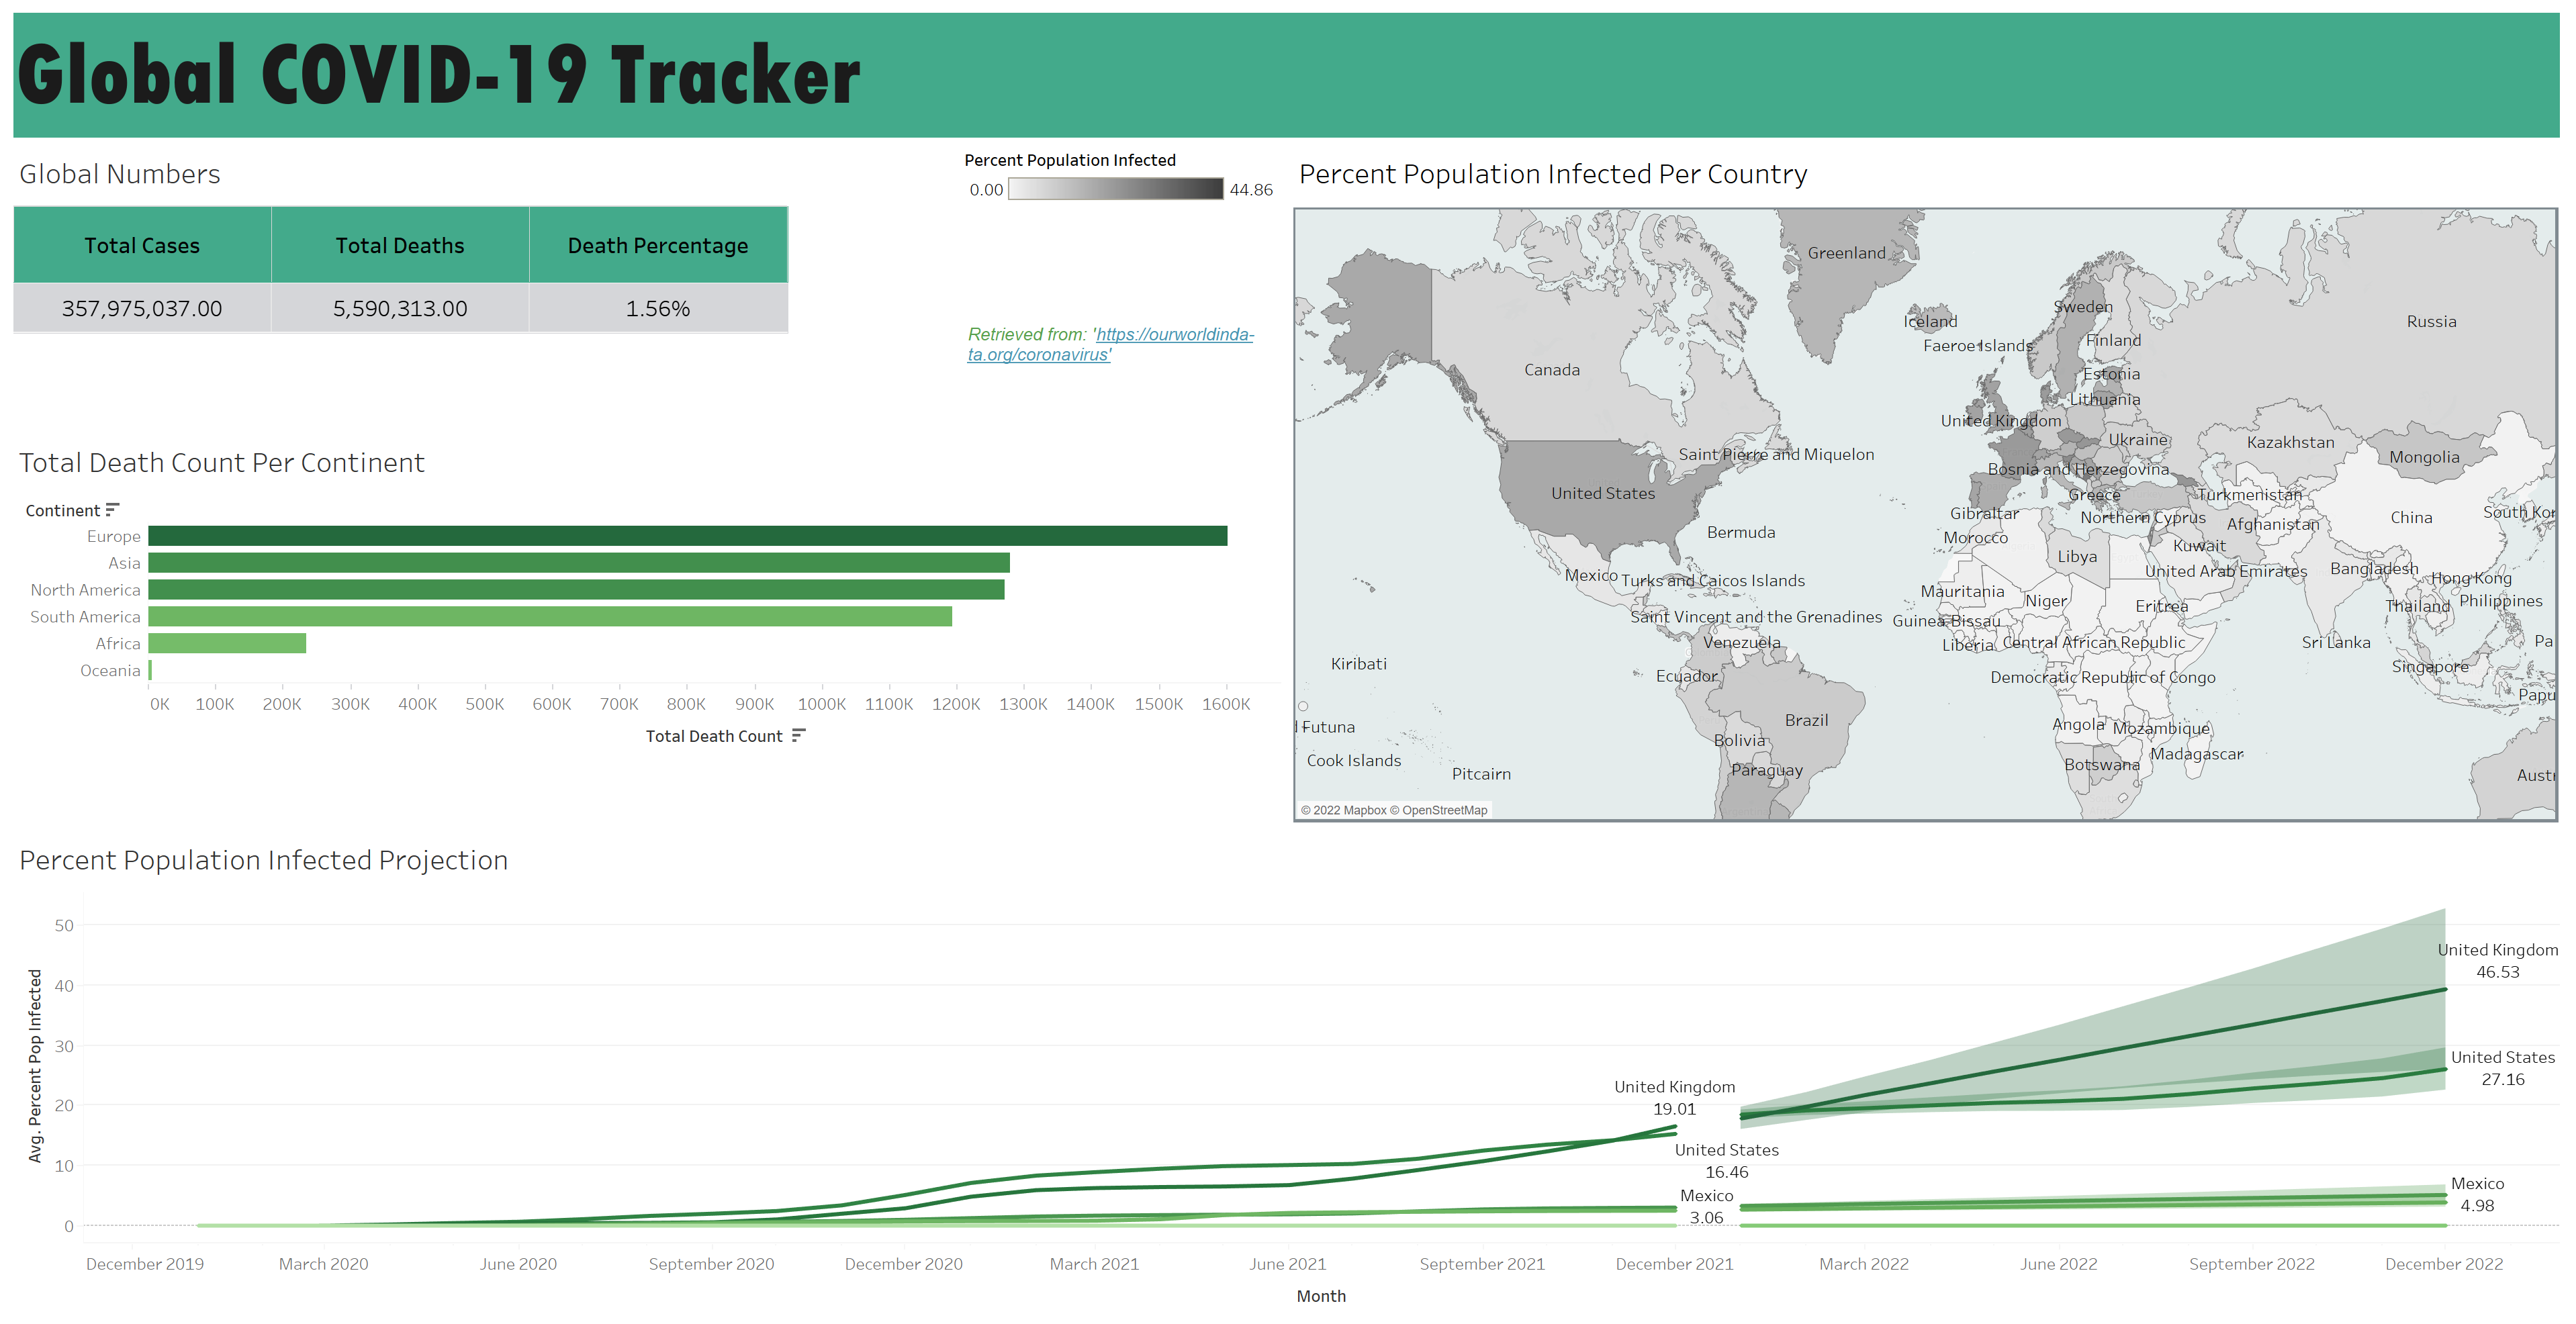 Global COVID-19 Tracker
Global Numbers
Total Cases
Total Deaths
Death Percentage
357,975,037.00
5,590,313.00
1.56%
Percent Population Infected
0.00
44.86
Retrieved from: 'https://ourworldinda-
ta.org/coronavirus'
Total Death Count Per Continent
Continent
Europe
Asia
North America
South America
Africa
Oceania
0K
100K
200K
300K
400K
500K
600K
700K
800K
900K
1000K
1100K
1200K
1300K
1400K
1500K
1600K
Total Death Count
Percent Population Infected Per Country
Greenland
Sweden
Iceland
Russia
Faeroe Islands
Finland
Canada
Estonia
Lithuania
United Kingdom
Ukraine
Kazakhstan
Saint Pierre and Miquelon
Mongolia
Bosnia and Herzegovina
United States
Greece
Turkmenistan
Gibraltar
Northern Cyprus
Afghanistan
China
South Kor
Bermuda
Morocco
Kuwait
Libya
Mexico
Turks and Caicos Islands
United Arab Emirates
Bangladesh
Hong Kong
Mauritania
Niger
Eritrea
Thailand
Philippines
Saint Vincent and the Grenadines
Guinea-Bissau
Venezuela
Liberia
Central African Republic
Sri Lanka
Pa
Kiribati
Singapore
Ecuador
Democratic Republic of Congo
Papu
d Futuna
Brazil
Angola
Mozambique
Bolivia
Madagascar
Cook Islands
Pitcairn
Paraguay
Botswana
Austr
© 2022 Mapbox © OpenStreetMap
Percent Population Infected Projection
Avg. Percent Pop Infected
50
40
30
20
10
0
United Kingdom
46.53
United States
27.16
United Kingdom
19.01
United States
16.46
Mexico
3.06
Mexico
4.98
December 2019
March 2020
June 2020
September 2020
December 2020
March 2021
June 2021
September 2021
December 2021
March 2022
June 2022
September 2022
December 2022
Month